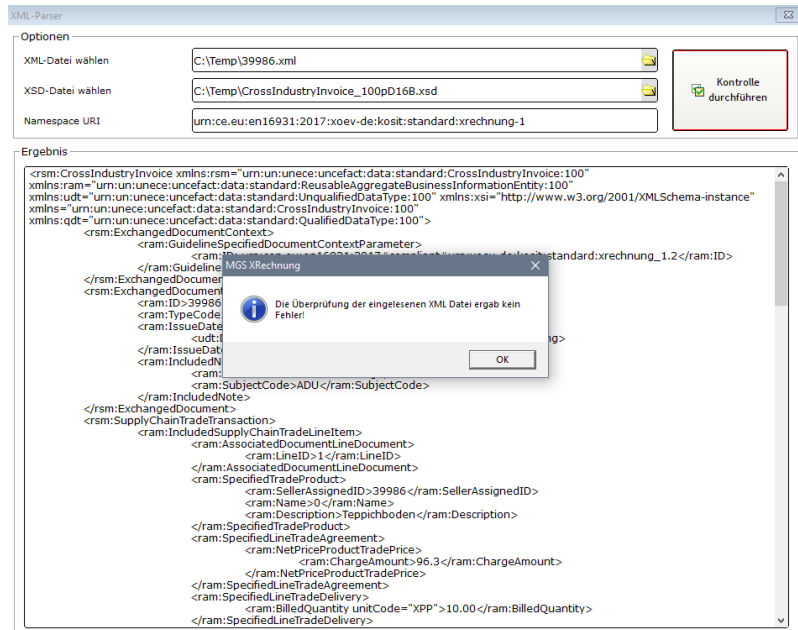 XML-Parser
Optionen
XML-Datei wählen
C:\Temp\39986.xml
XSD-Datei wählen
C:\Temp\CrossIndustryInvoice_100pD16B.xsd
Namespace URI
urn:ce.eu:en16931:2017:xoev-de:kosit:standard:xrechnung-1
Kontrolle
durchführen
Ergebnis
<rsm:CrossIndustryInvoice xmlns:rsm="urn:un:unece:uncefact:data:standard:CrossIndustryInvoice:100"
xmlns:ram="urn:un:unece:uncefact:data:standard:ReusableAggregateBusinessInformationEntity:100"
xmlns:udt="urn:un:unece:uncefact:data:standard:UnqualifiedDataType:100" xmlns:xsi="http://www.w3.org/2001/XMLSchema-instance"
xmlns="urn:un:unece:uncefact:data:standard:CrossIndustryInvoice:100"
xmlns:qdt="urn:un:unece:uncefact:data:standard:QualifiedDataType:100">
<rsm:ExchangedDocumentContext>
<ram:GuidelineSpecifiedDocumentContextParameter>
standard:xrechnung_1.2</ram:ID>
</ram:Guideline
</rsm:ExchangedDocumen
<rsm:ExchangedDocument
<ram:ID>39986
<ram:TypeCode
<ram:IssueDate
<udt:
ng>
</ram:IssueDat
<ram:IncludedN
<ram:
<ram:SubjectCode>ADU</ram:SubjectCode>
</ram:IncludedNote>
</rsm:ExchangedDocument>
<rsm:SupplyChainTradeTransaction>
<ram:IncludedSupplyChainTradeLineItem>
<ram:AssociatedDocumentLineDocument>
<ram:LineID>1</ram:LineID>
</ram:AssociatedDocumentLineDocument>
<ram:SpecifiedTradeProduct>
<ram:SellerAssignedID>39986</ram:SellerAssignedID>
<ram:Name>0</ram:Name>
<ram:Description>Teppichboden</ram:Description>
</ram:SpecifiedTradeProduct>
<ram:SpecifiedLineTradeAgreement>
<ram:NetPriceProductTradePrice>
<ram:ChargeAmount>96.3</ram:ChargeAmount>
</ram:NetPriceProductTradePrice>
</ram:SpecifiedLineTradeAgreement>
<ram:SpecifiedLineTradeDelivery>
<ram:BilledQuantity unitCode="XPP">10.00</ram:BilledQuantity>
</ram:SpecifiedLineTradeDelivery>
MGS XRechnung
Die Überprüfung der eingelesenen XML Datei ergab kein
Fehler!
OK